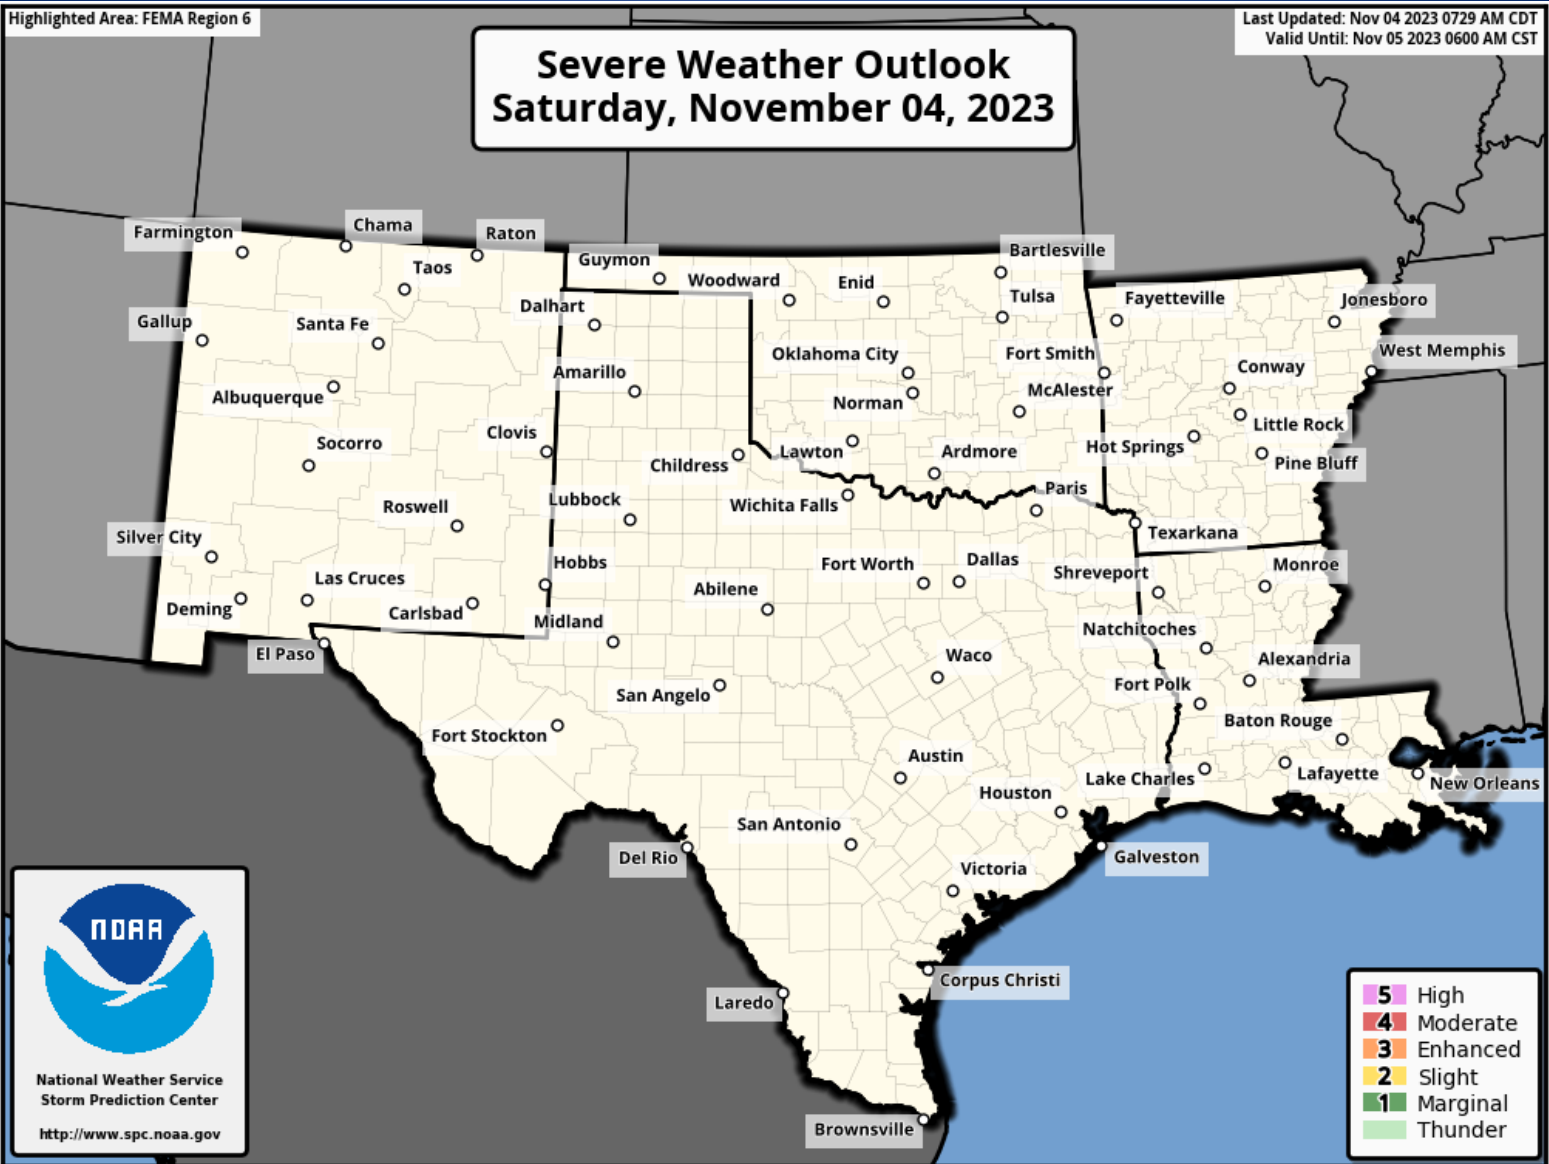 Highlighted Area: FEMA Region 6
Last Updated: Nov 04 2023 0729 AM CDT
Valid Until: Nov 05 2023 0600 AM CST
Severe Weather Outlook
Saturday, November 04, 2023
Farmington
Chama
Raton
Taos
Guymon
Woodward
Enid
Bartlesville
Tulsa
Fayetteville
Jonesboro
Gallup
Santa Fe
Dalhart
Oklahoma City
Fort Smith
West Memphis
Conway
Albuquerque
Amarillo
Norman
McAlester
Little Rock
Socorro
Clovis
Childress
Lawton
Ardmore
Hot Springs
Pine Bluff
Roswell
Lubbock
Wichita Falls
Paris
Silver City
Texarkana
Las Cruces
Hobbs
Abilene
Fort Worth
Dallas
Shreveport
Monroe
Deming
Carlsbad
Midland
Natchitoches
El Paso
San Angelo
Waco
Alexandria
Fort Polk
Fort Stockton
Baton Rouge
Austin
Houston
Lake Charles
Lafayette
New Orleans
San Antonio
Del Rio
Victoria
Galveston
Laredo
Corpus Christi
Brownsville
NOAA
National Weather Service
Storm Prediction Center
http://www.spc.noaa.gov
5 High
4 Moderate
3 Enhanced
2 Slight
1 Marginal
Thunder